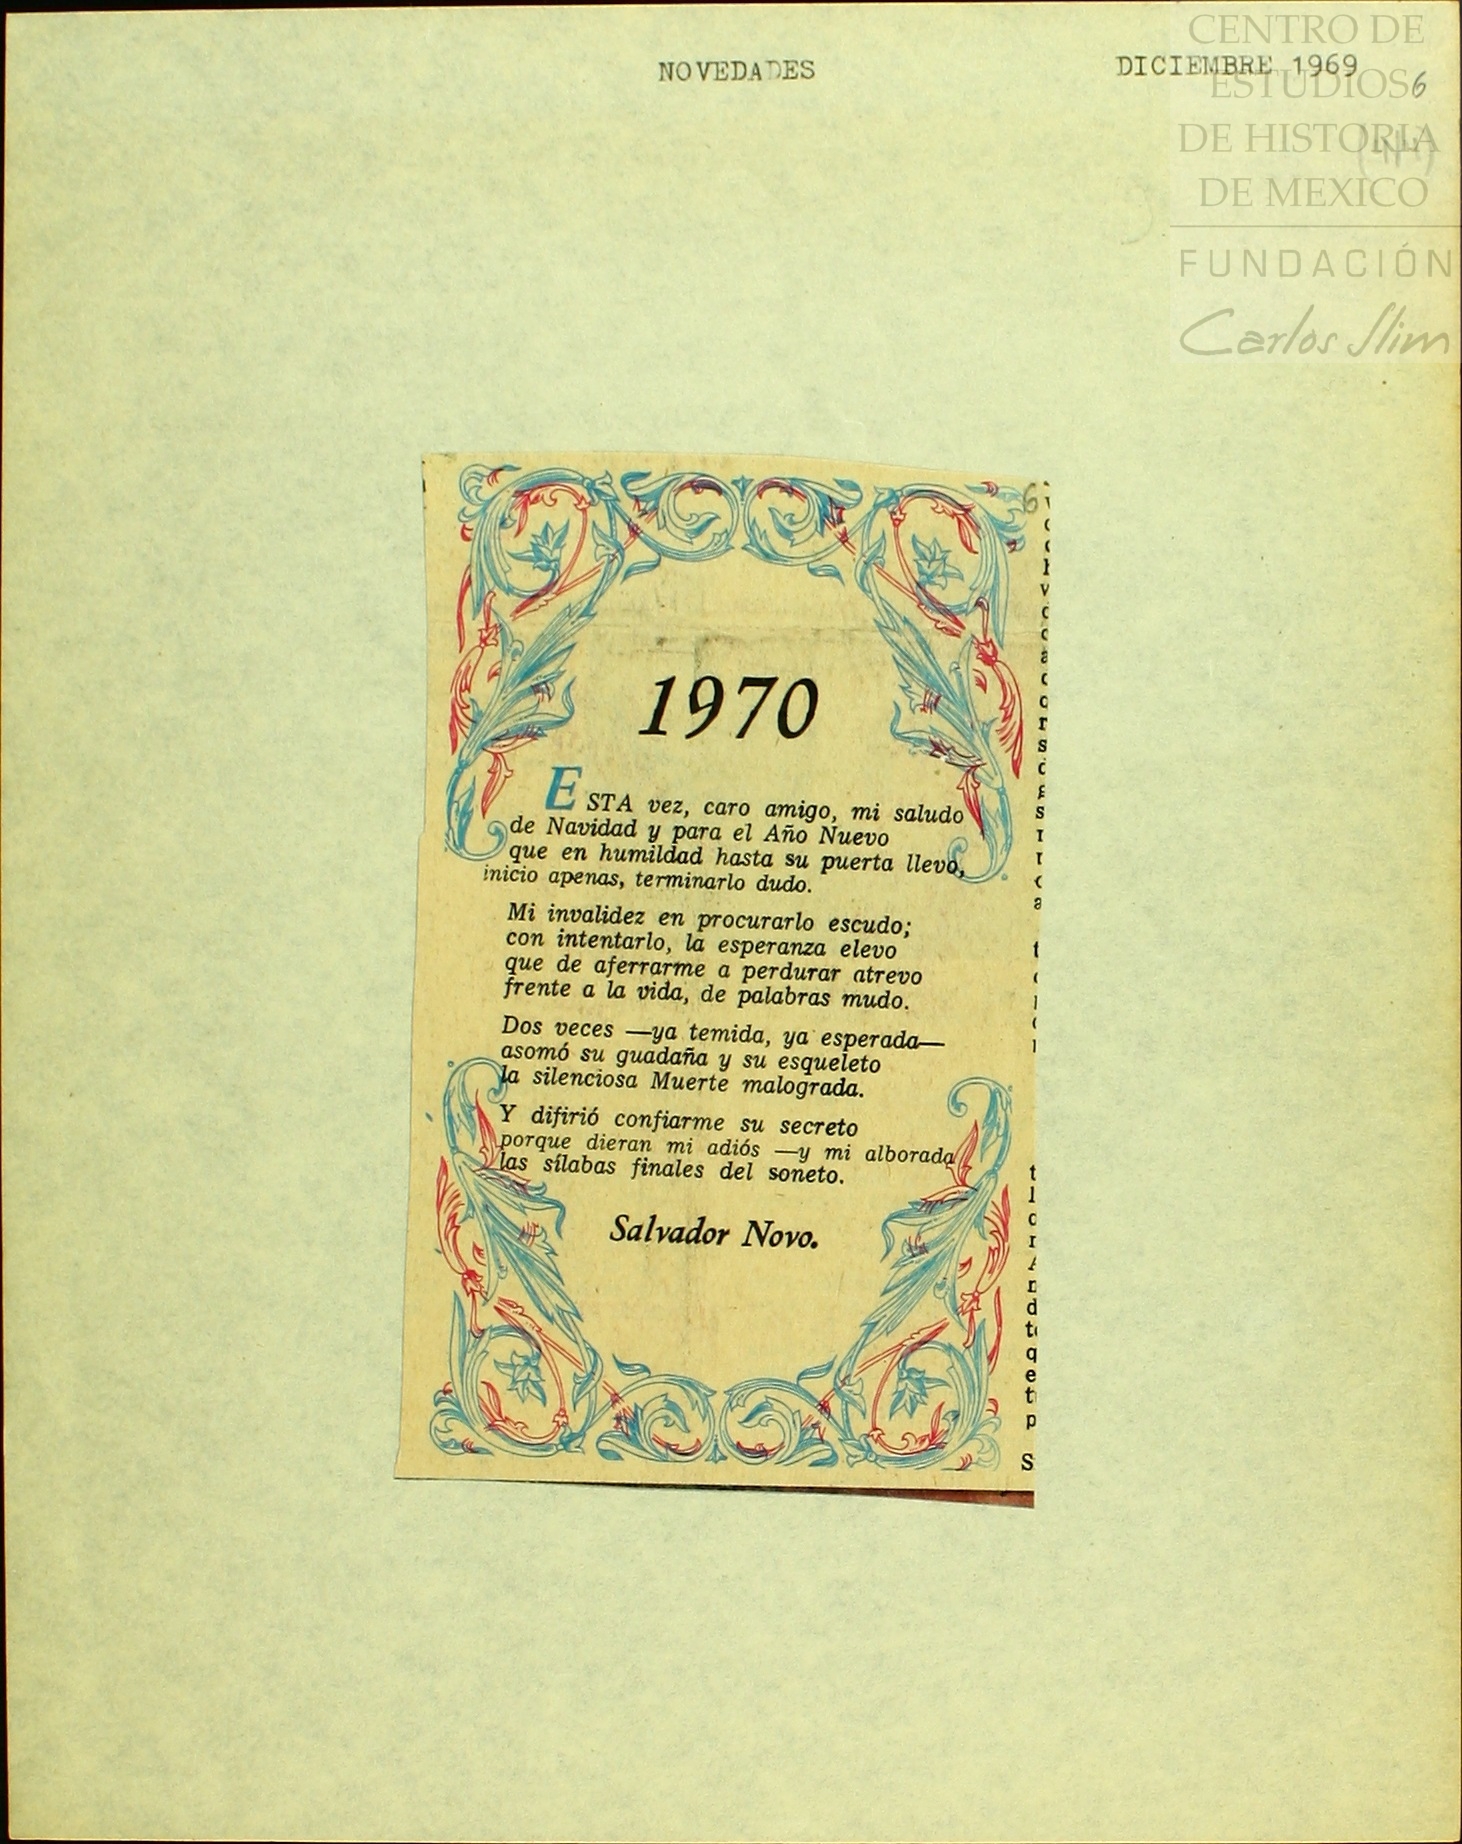 NOVEDADES
DICIEMBRE 1969
6
CENTRO DE
ESTUDIOS
DE HISTORIA
DE MEXICO
FUNDACIÓN
Carlos Slim
6
1970
ESTA vez, caro amigo, mi saludo
de Navidad y para el Año Nuevo
que en humildad hasta su puerta llevo,
inicio apenas, terminarlo dudo.
Mi invalidez en procurarlo escudo;
con intentarlo, la esperanza elevo
que de aferrarme a perdurar atrevo
frente a la vida, de palabras mudo.
Dos veces —ya temida, ya esperada—
asomó su guadaña y su esqueleto
la silenciosa Muerte malograda.
Y difirió confiarme su secreto
porque dieran mi adiós —y mi alborada
las sílabas finales del soneto.
Salvador Novo.